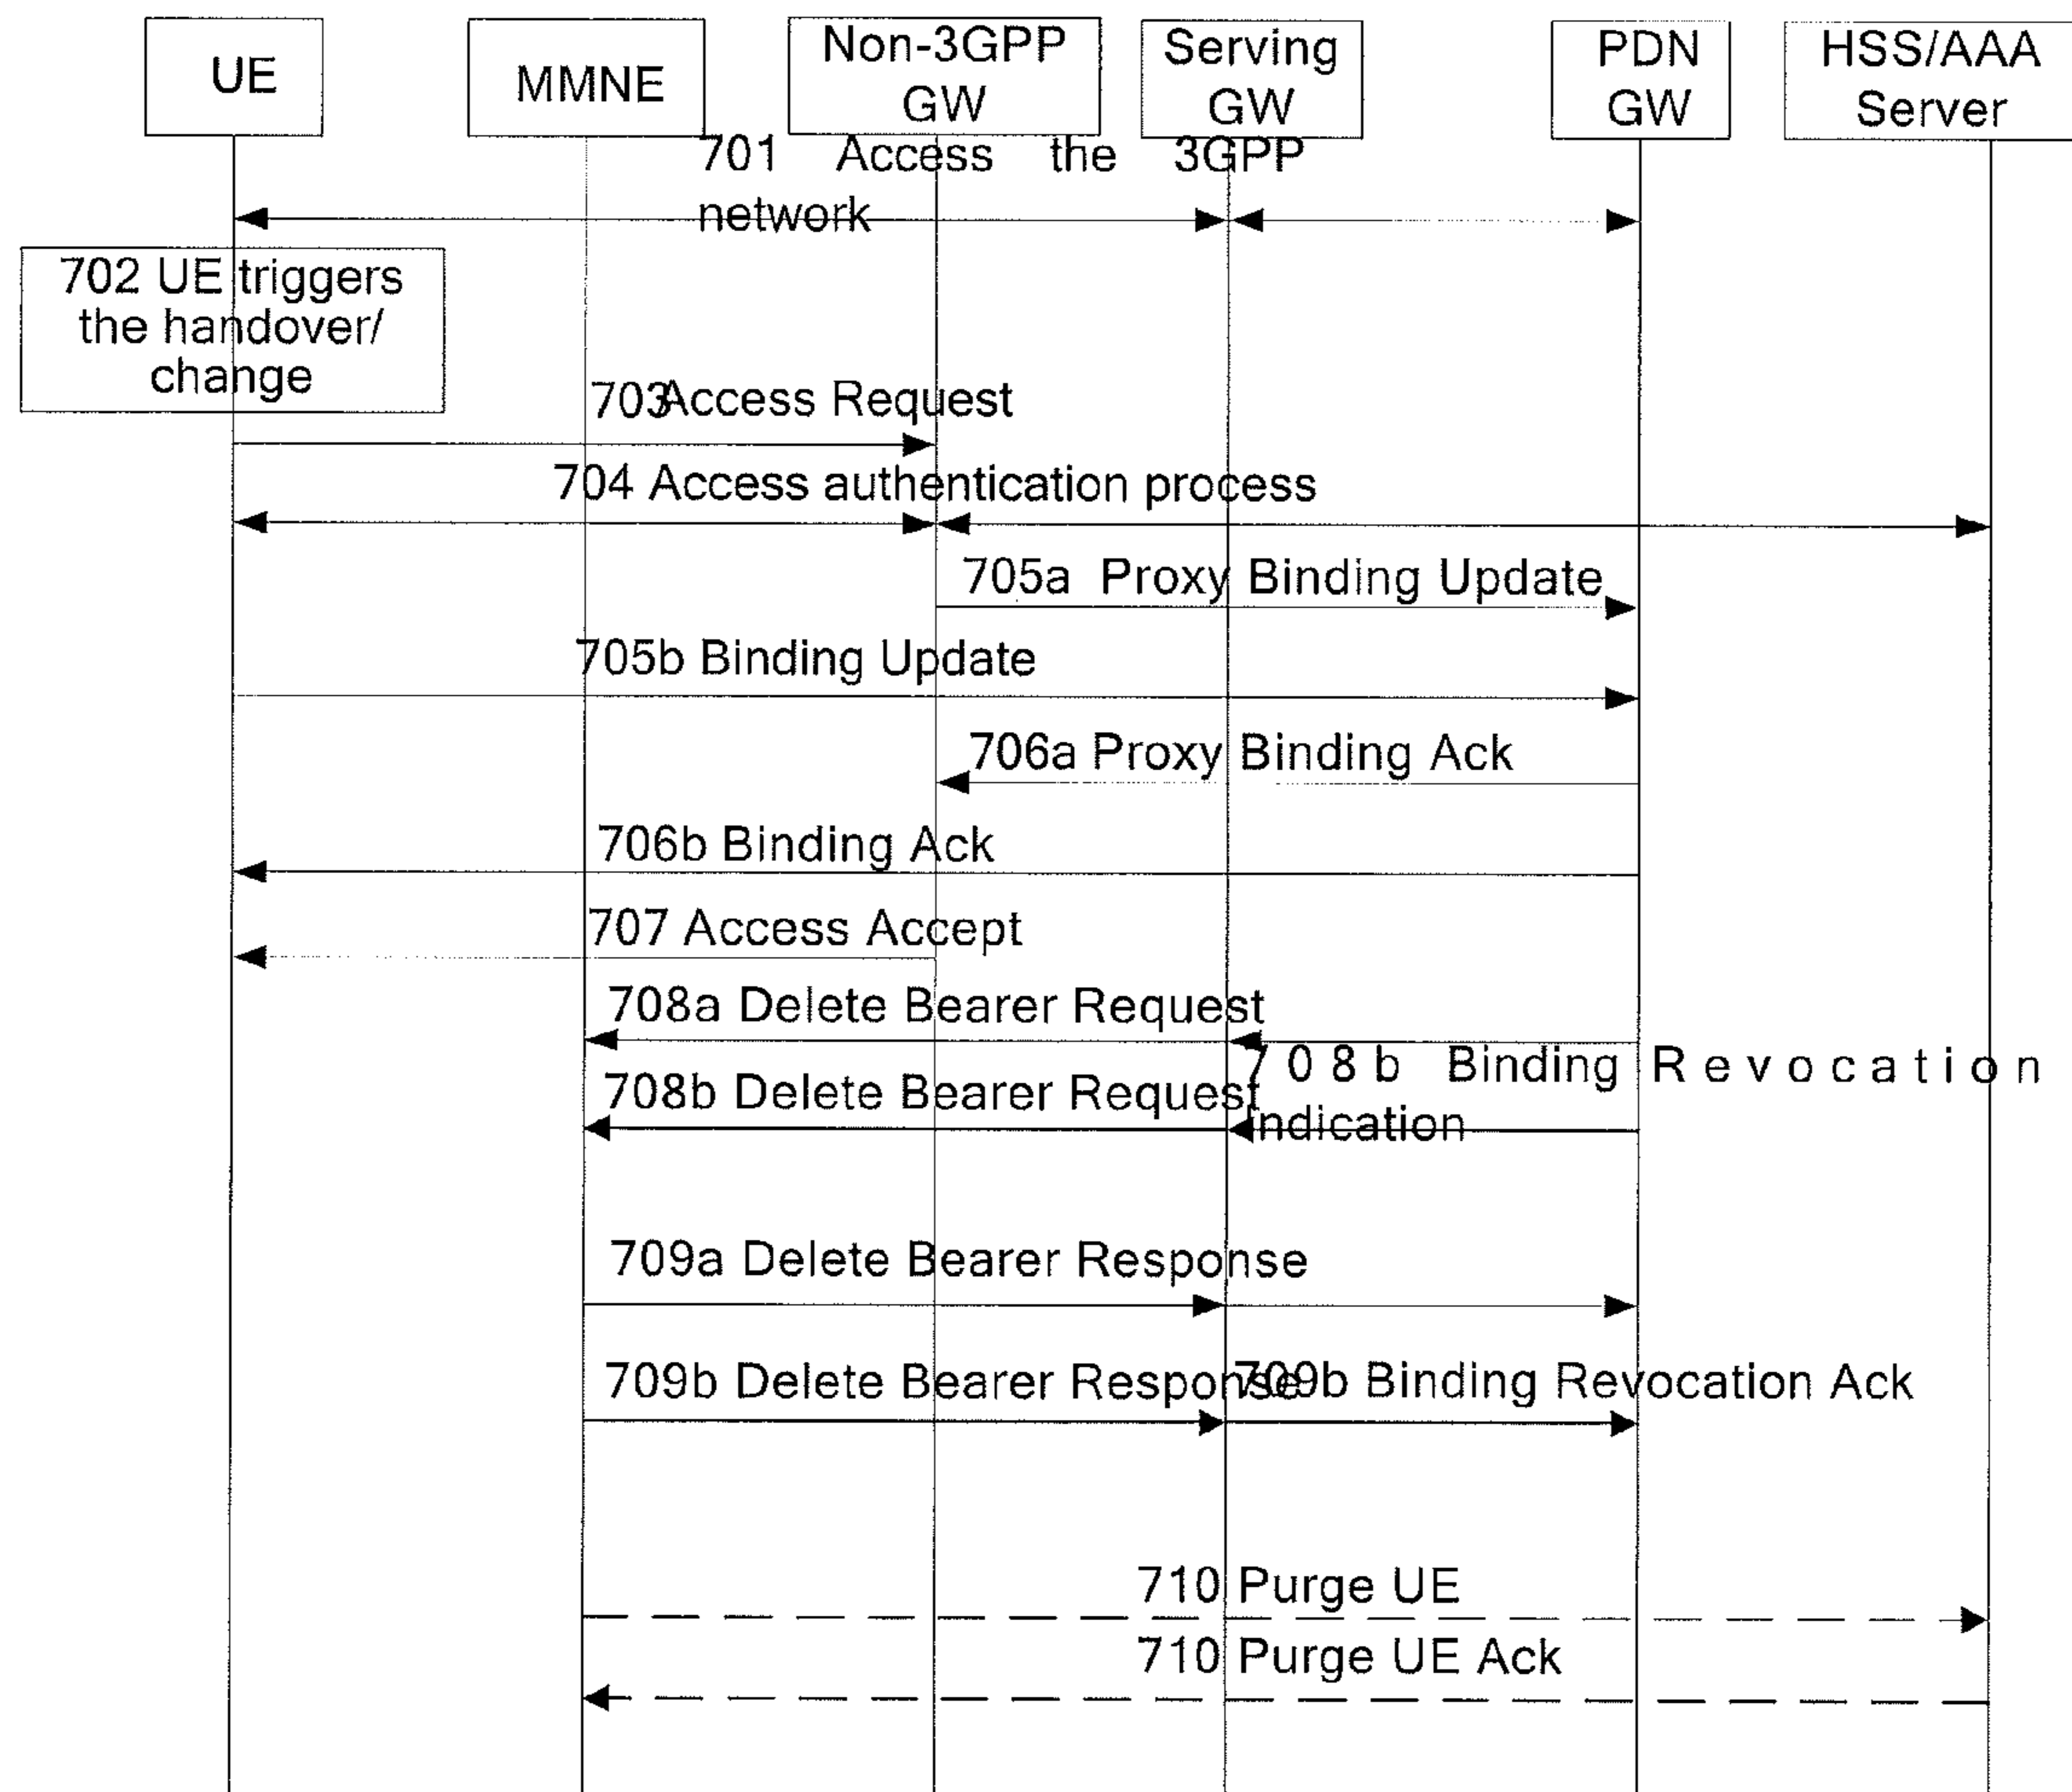 UE
MMNE
Non-3GPP
GW
Serving
GW
PDN
GW
HSS/AAA
Server
701 Access the 3GPP
network
702 UE triggers
the handover/
change
703 Access Request
704 Access authentication process
705a Proxy Binding Update
705b Binding Update
706a Proxy Binding Ack
706b Binding Ack
707 Access Accept
708a Delete Bearer Request
708b Binding Revocation
Indication
708b Delete Bearer Request
709a Delete Bearer Response
709b Delete Bearer Response
709b Binding Revocation Ack
710 Purge UE
710 Purge UE Ack